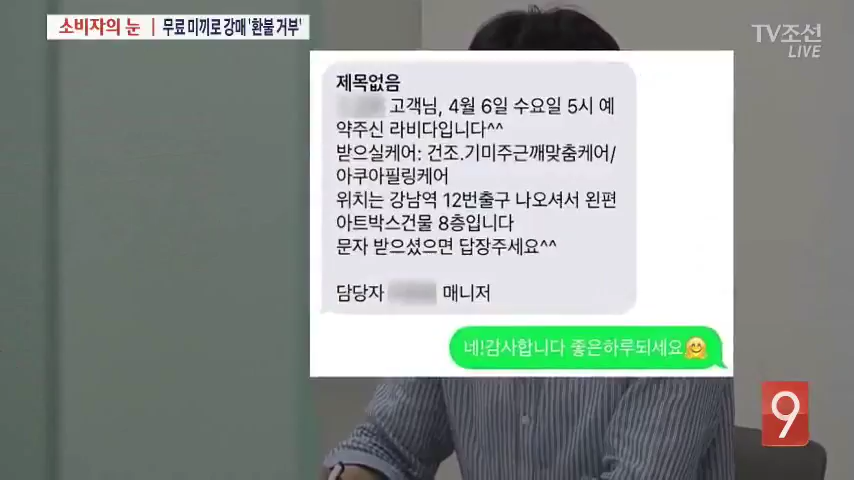 소비자의 눈 | 무료 미끼로 강매 '환불 거부'
TV조선
LIVE
제목없음
고객님, 4월 6일 수요일 5시 예
약주신 라비다입니다^^
받으실케어: 건조.기미주근깨맞춤케어/
아쿠아필링케어
위치는 강남역 12번출구 나오셔서 왼편
아트박스건물 8층입니다
문자 받으셨으면 답장주세요^^
담당자 매니저
네!감사합니다 좋은하루되세요🤗
9